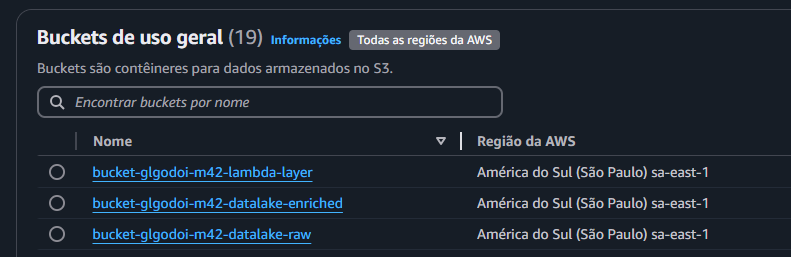 Buckets de uso geral (19) Informações Todas as regiões da AWS
Buckets são contêineres para dados armazenados no S3.
Encontrar buckets por nome
Nome Região da AWS
bucket-glgodoi-m42-lambda-layer América do Sul (São Paulo) sa-east-1
bucket-glgodoi-m42-datalake-enriched América do Sul (São Paulo) sa-east-1
bucket-glgodoi-m42-datalake-raw América do Sul (São Paulo) sa-east-1